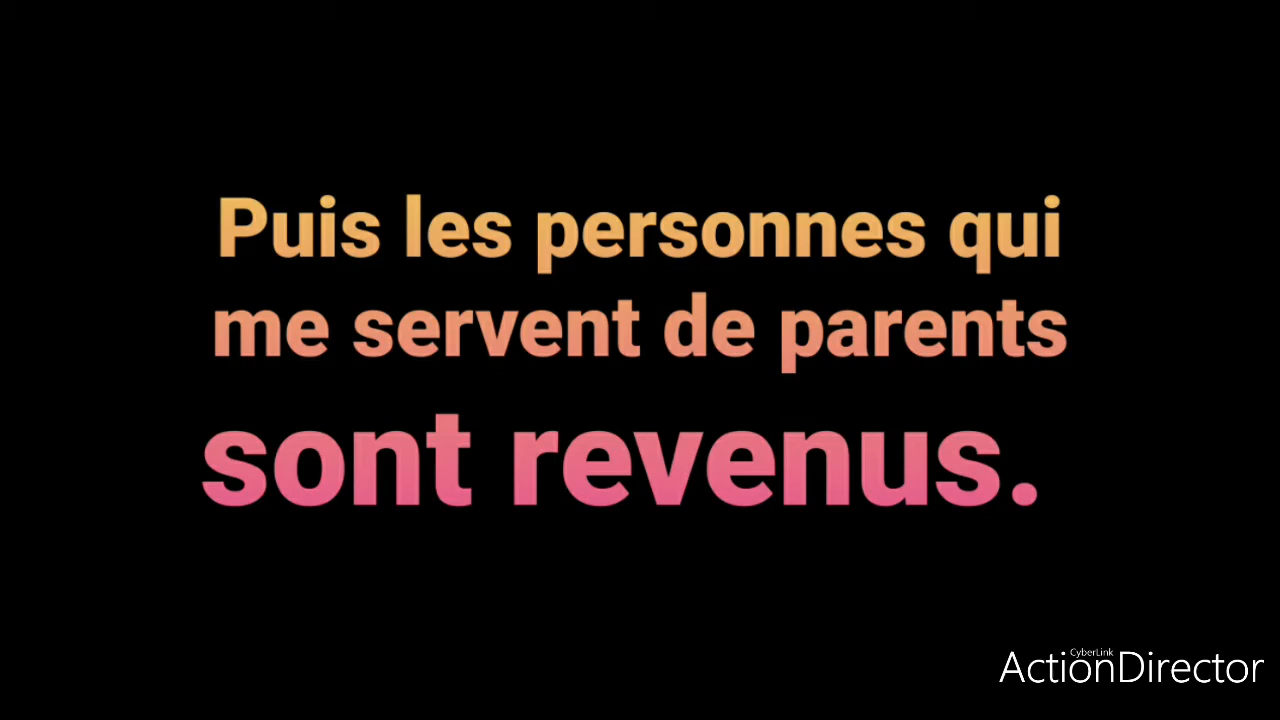 Puis les personnes qui
me servent de parents
sont revenus.
CyberLink
ActionDirector